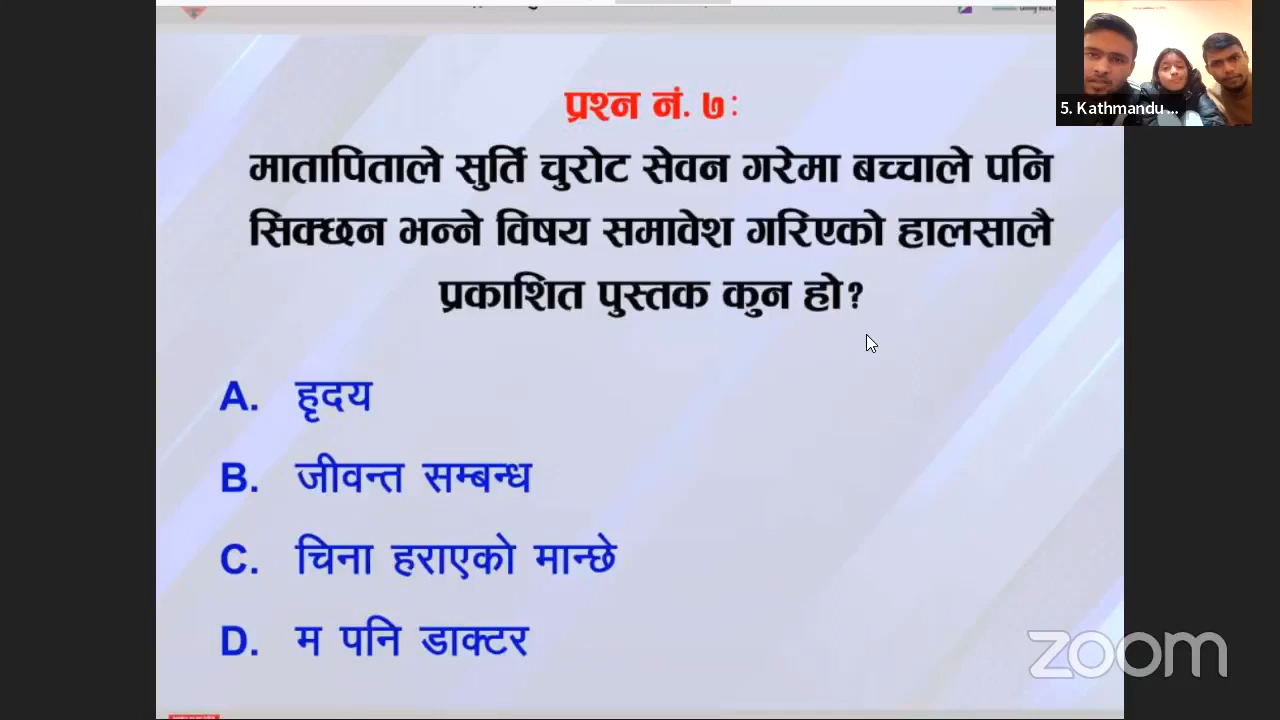 प्रश्न नं. ७:
मातापिताले सुर्ति चुरोट सेवन गरेमा बच्चाले पनि
सिक्छन भन्ने विषय समावेश गरिएको हालसालै
प्रकाशित पुस्तक कुन हो?
A. हृदय
B. जीवन्त सम्बन्ध
C. चिना हराएको मान्छे
D. म पनि डाक्टर
5. Kathmandu ...
zoom